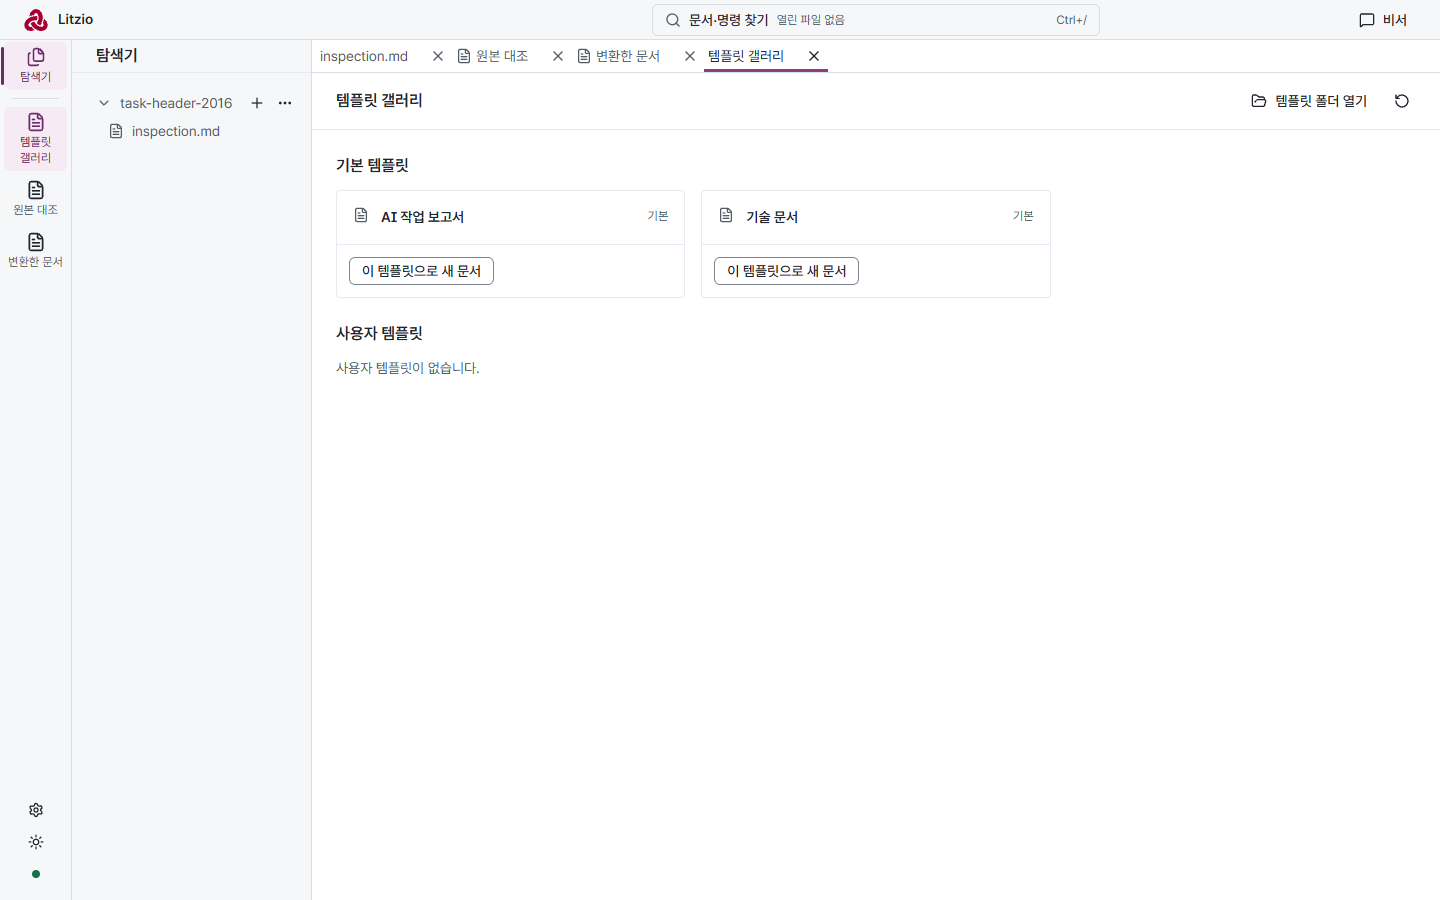 Litzio
문서·명령 찾기 열린 파일 없음 Ctrl+/
비서
탐색기
템플릿
갤러리
원본 대조
변환한 문서
탐색기
task-header-2016
inspection.md
inspection.md
원본 대조
변환한 문서
템플릿 갤러리
템플릿 갤러리
템플릿 폴더 열기
기본 템플릿
AI 작업 보고서 기본
이 템플릿으로 새 문서
기술 문서 기본
이 템플릿으로 새 문서
사용자 템플릿
사용자 템플릿이 없습니다.